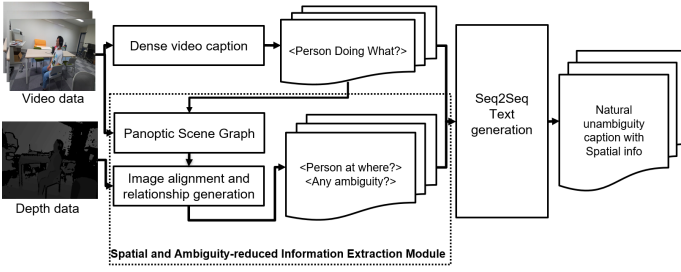 Dense video caption
<Person Doing What?>
Video data
Panoptic Scene Graph
Image alignment and
relationship generation
<Person at where?>
<Any ambiguity?>
Depth data
Spatial and Ambiguity-reduced Information Extraction Module
Seq2Seq
Text
generation
Natural
unambiguity
caption with
Spatial info